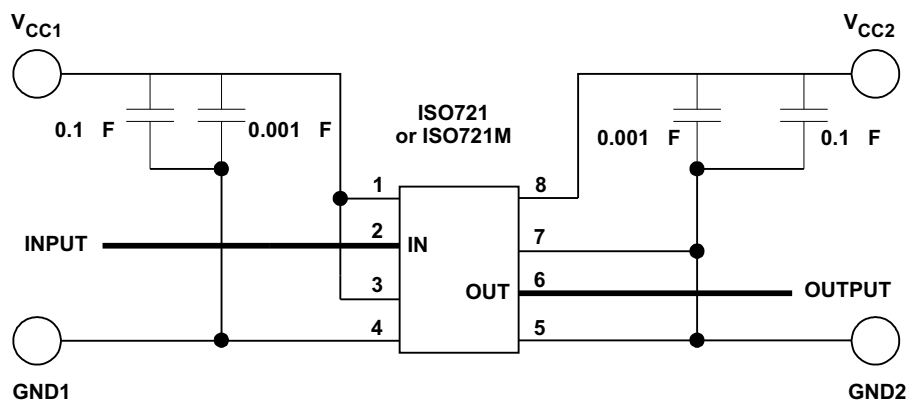 VCC1
VCC2
ISO721
or ISO721M
0.1 F
0.001 F
0.001 F
0.1 F
1
8
INPUT
2
IN
7
3
OUT
6
OUTPUT
4
5
GND1
GND2